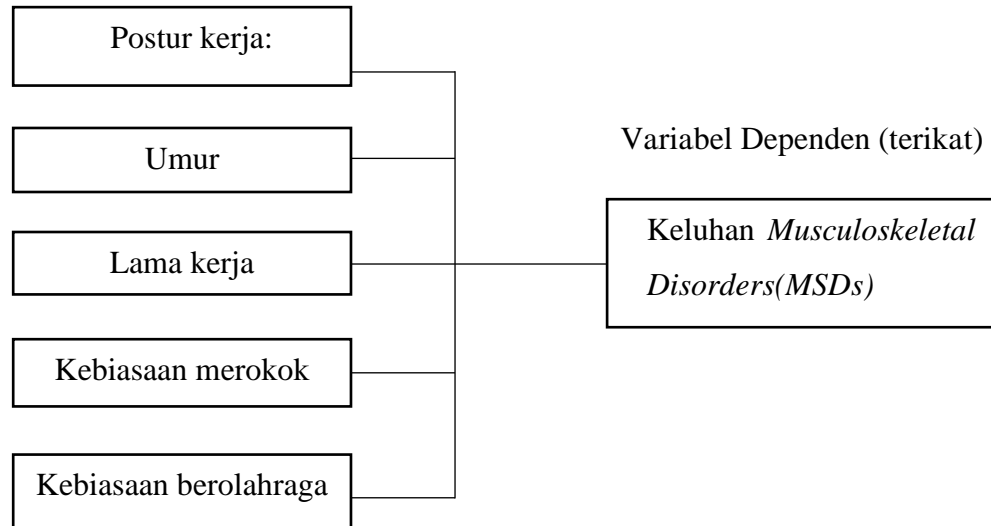 Postur kerja:
Umur
Lama kerja
Kebiasaan merokok
Kebiasaan berolahraga
Variabel Dependen (terikat)
Keluhan Musculoskeletal
Disorders(MSDs)